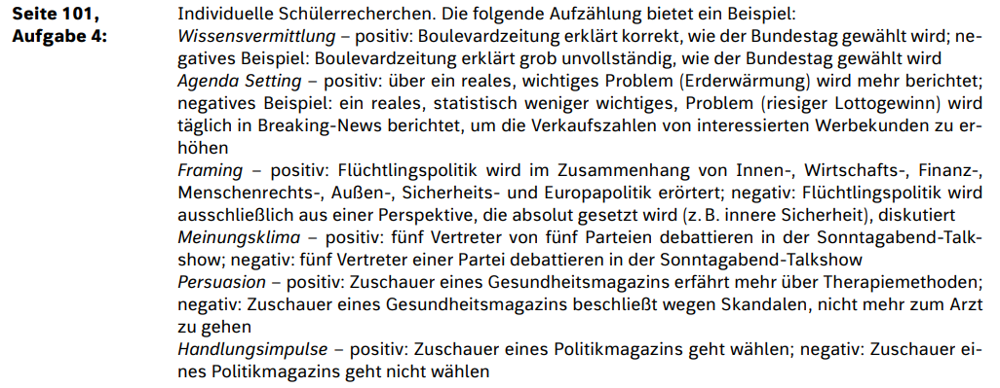 Seite 101, Individuelle Schülerrecherchen. Die folgende Aufzählung bietet ein Beispiel:
Aufgabe 4: Wissensvermittlung – positiv: Boulevardzeitung erklärt korrekt, wie der Bundestag gewählt wird; ne-
gatives Beispiel: Boulevardzeitung erklärt grob unvollständig, wie der Bundestag gewählt wird
Agenda Setting – positiv: über ein reales, wichtiges Problem (Erderwärmung) wird mehr berichtet;
negatives Beispiel: ein reales, statistisch weniger wichtiges, Problem (riesiger Lottogewinn) wird
täglich in Breaking-News berichtet, um die Verkaufszahlen von interessierten Werbekunden zu er-
höhen
Framing – positiv: Flüchtlingspolitik wird im Zusammenhang von Innen-, Wirtschafts-, Finanz-,
Menschenrechts-, Außen-, Sicherheits- und Europapolitik erörtert; negativ: Flüchtlingspolitik wird
ausschließlich aus einer Perspektive, die absolut gesetzt wird (z. B. innere Sicherheit), diskutiert
Meinungsklima – positiv: fünf Vertreter von fünf Parteien debattieren in der Sonntagabend-Talk-
show; negativ: fünf Vertreter einer Partei debattieren in der Sonntagabend-Talkshow
Persuasion – positiv: Zuschauer eines Gesundheitsmagazins erfährt mehr über Therapiemethoden;
negativ: Zuschauer eines Gesundheitsmagazins beschließt wegen Skandalen, nicht mehr zum Arzt
zu gehen
Handlungsimpulse – positiv: Zuschauer eines Politikmagazins geht wählen; negativ: Zuschauer ei-
nes Politikmagazins geht nicht wählen